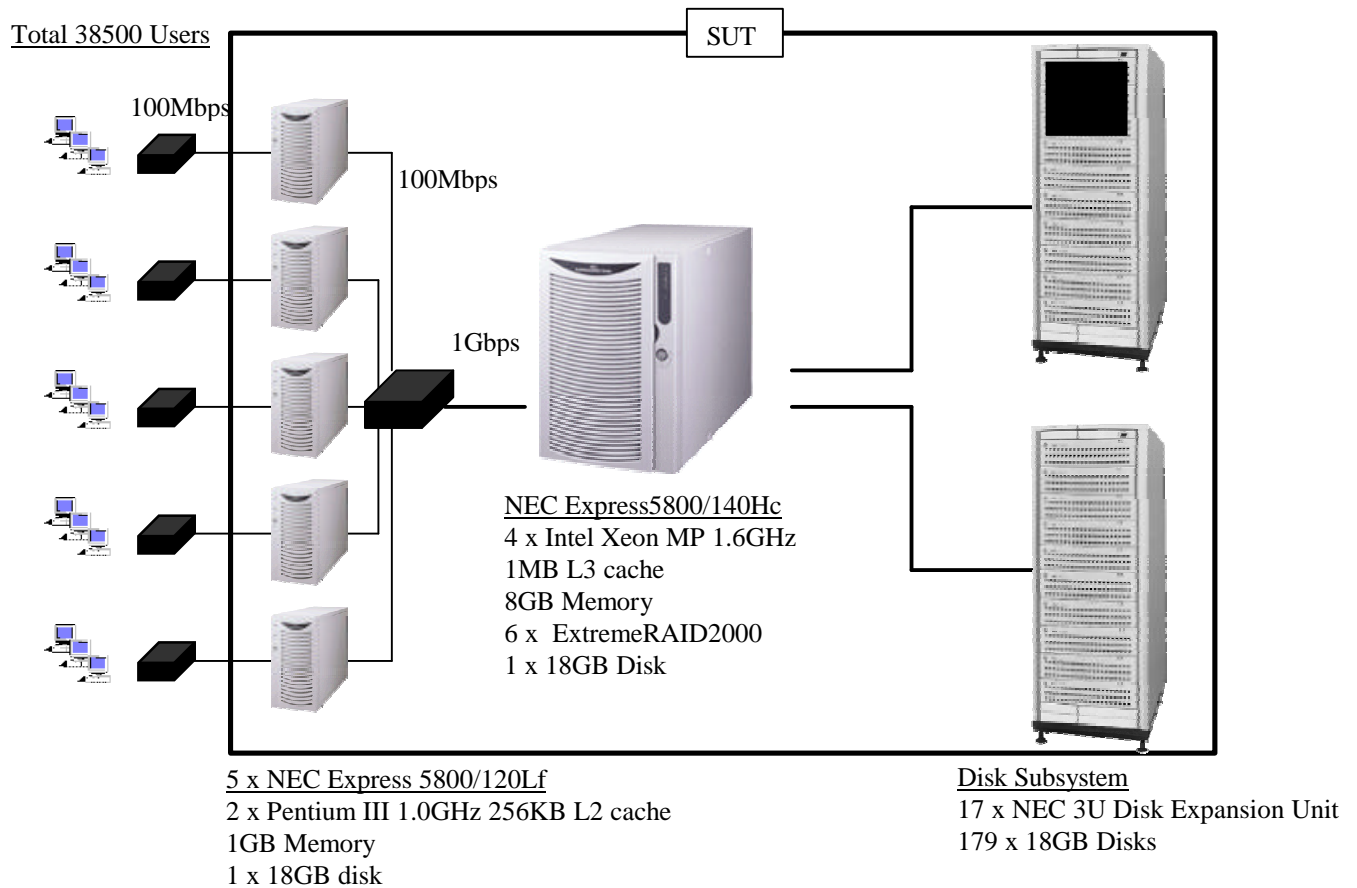 SUT
Total 38500 Users
100Mbps
100Mbps
1Gbps
NEC Express5800/140Hc
4 x Intel Xeon MP 1.6GHz
1MB L3 cache
8GB Memory
6 x ExtremeRAID2000
1 x 18GB Disk
5 x NEC Express 5800/120Lf
2 x Pentium III 1.0GHz 256KB L2 cache
1GB Memory
1 x 18GB disk
Disk Subsystem
17 x NEC 3U Disk Expansion Unit
179 x 18GB Disks